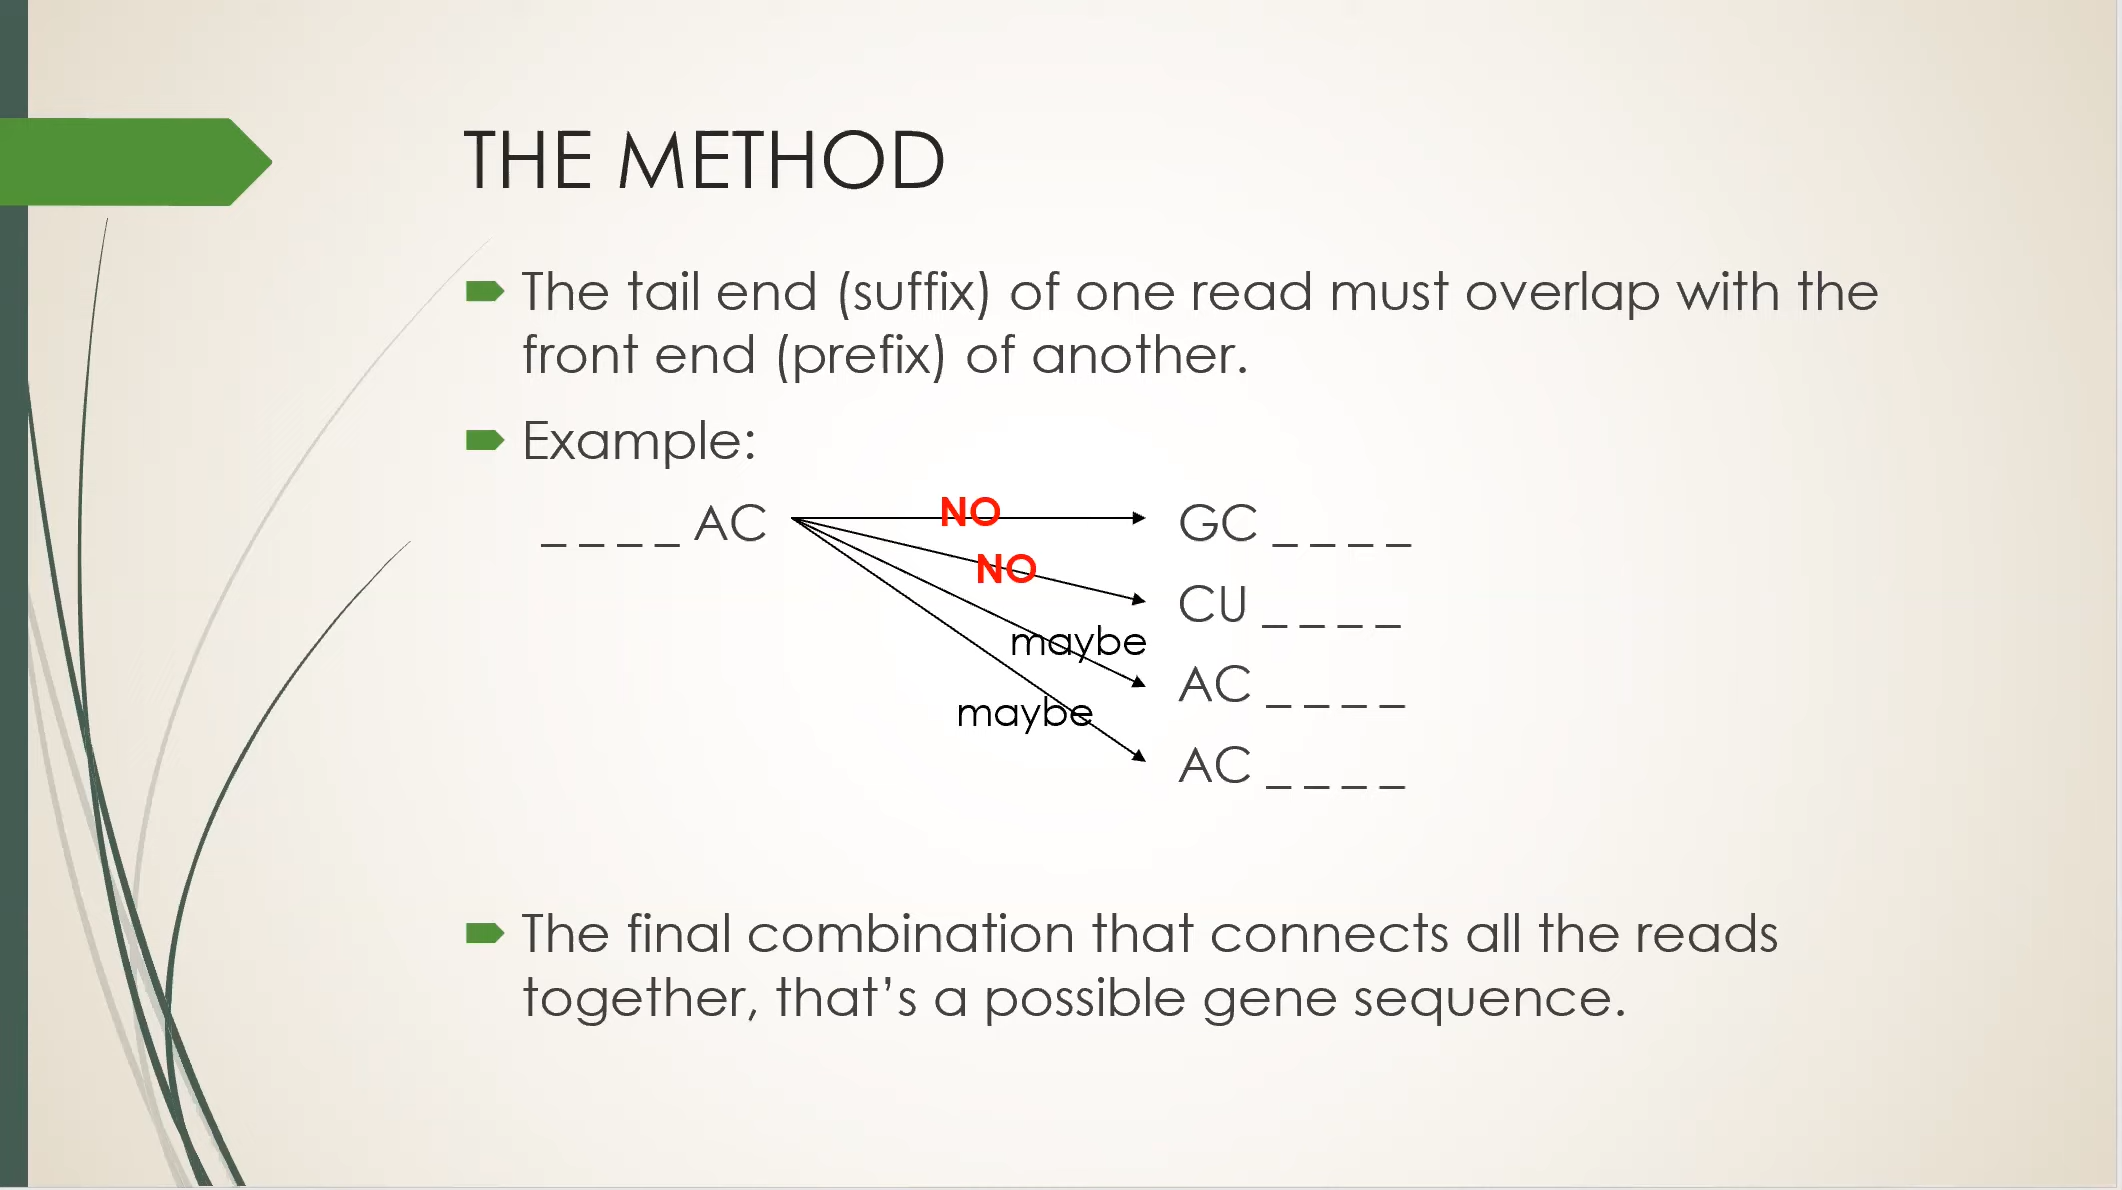 THE METHOD
The tail end (suffix) of one read must overlap with the
front end (prefix) of another.
Example:
_ _ _ _ AC NO GC _ _ _ _
NO
CU _ _ _ _
maybe
AC _ _ _ _
maybe
AC _ _ _ _
The final combination that connects all the reads
together, that’s a possible gene sequence.